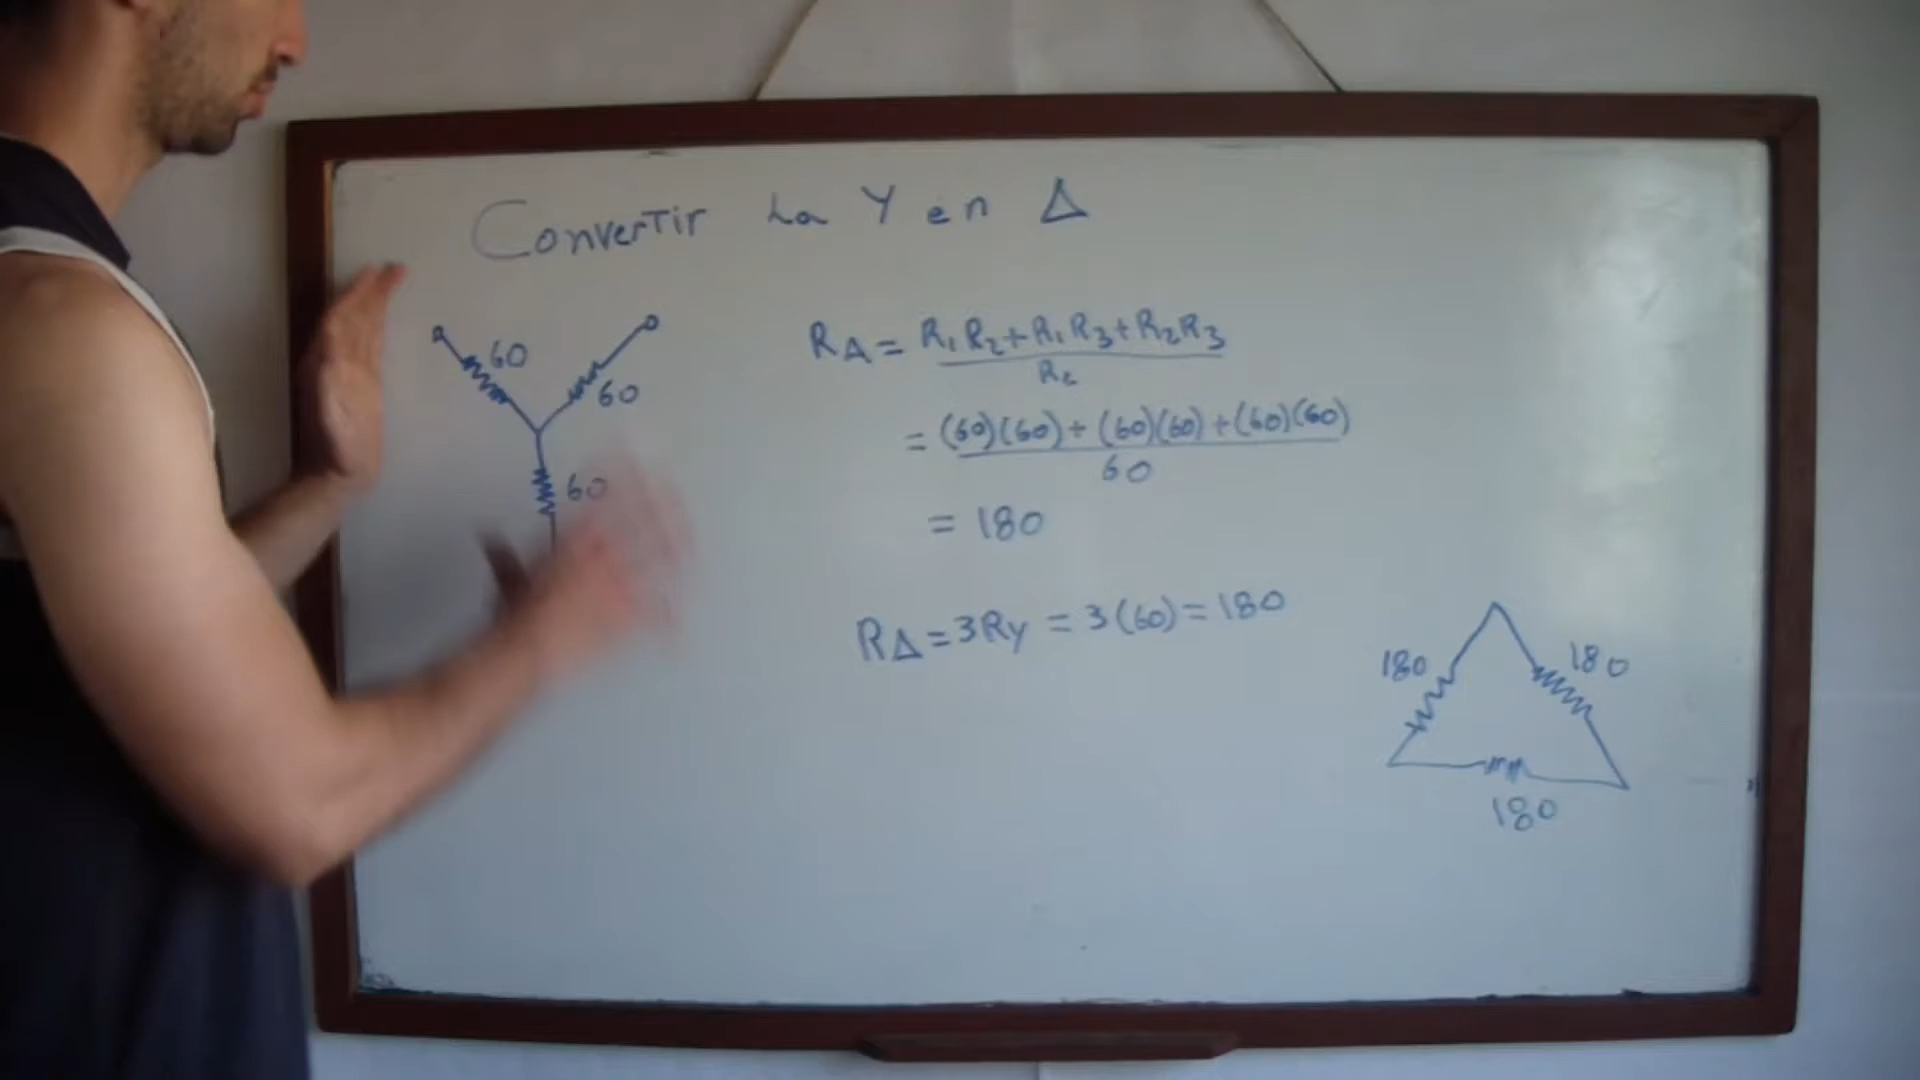 Convertir La Y en Δ
60
60
60
RΔ = R₁R₂+R₁R₃+R₂R₃
R₂
= (60)(60)+(60)(60)+(60)(60)
60
= 180
RΔ=3Ry = 3(60)=180
180
180
180